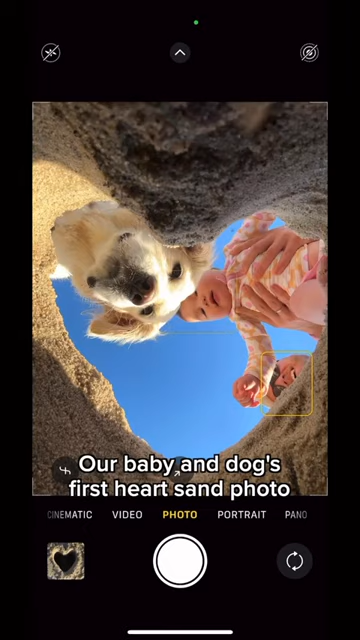 Our baby and dog's
first heart sand photo
CINEMATIC VIDEO PHOTO PORTRAIT PANO